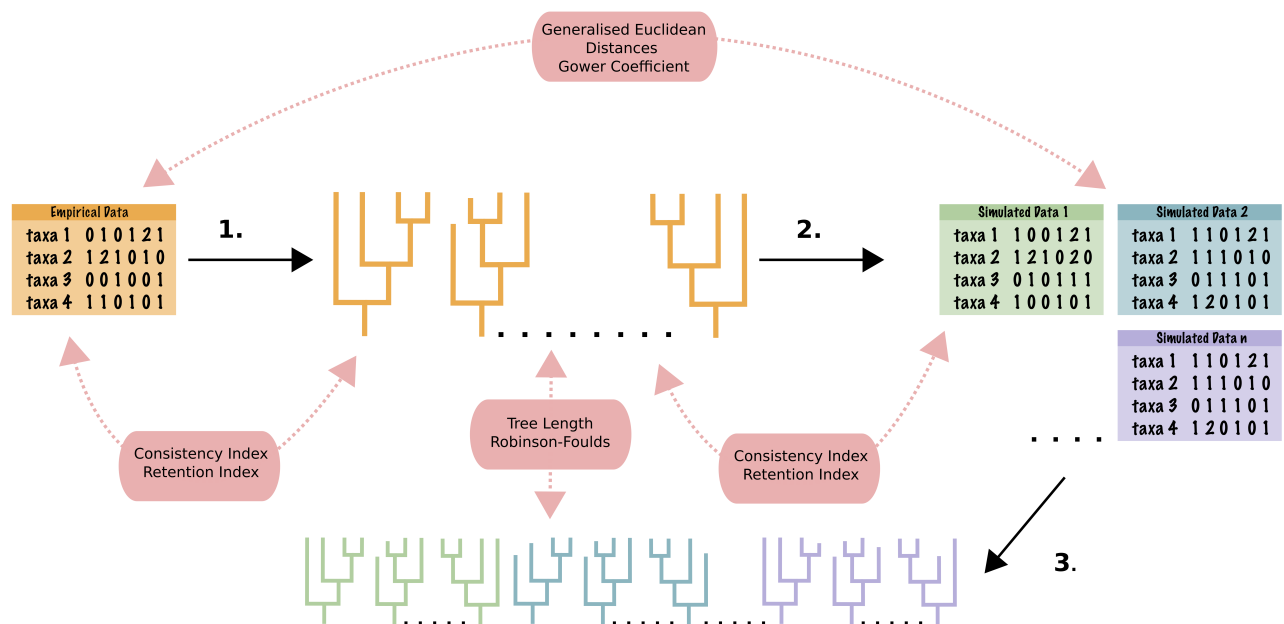 Generalised Euclidean
Distances
Gower Coefficient
Empirical Data
taxa 1 0 1 0 1 2 1
taxa 2 1 2 1 0 1 0
taxa 3 0 0 1 0 0 1
taxa 4 1 1 0 1 0 1
1.
2.
Simulated Data 1
taxa 1 1 0 0 1 2 1
taxa 2 1 2 1 0 2 0
taxa 3 0 1 0 1 1 1
taxa 4 1 0 0 1 0 1
Simulated Data 2
taxa 1 1 1 0 1 2 1
taxa 2 1 1 1 0 1 0
taxa 3 0 1 1 1 0 1
taxa 4 1 2 0 1 0 1
Simulated Data n
taxa 1 1 1 0 1 2 1
taxa 2 1 1 1 0 1 0
taxa 3 0 1 1 1 0 1
taxa 4 1 2 0 1 0 1
Consistency Index
Retention Index
Tree Length
Robinson-Foulds
Consistency Index
Retention Index
3.